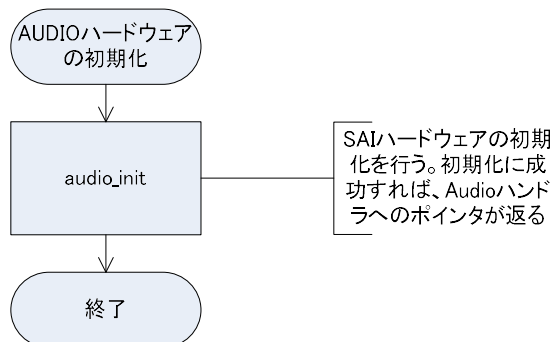 AUDIOハードウェア
の初期化
audio_init
SAIハードウェアの初期
化を行う。初期化に成
功すれば、Audioハンド
ラへのポインタが返る
終了